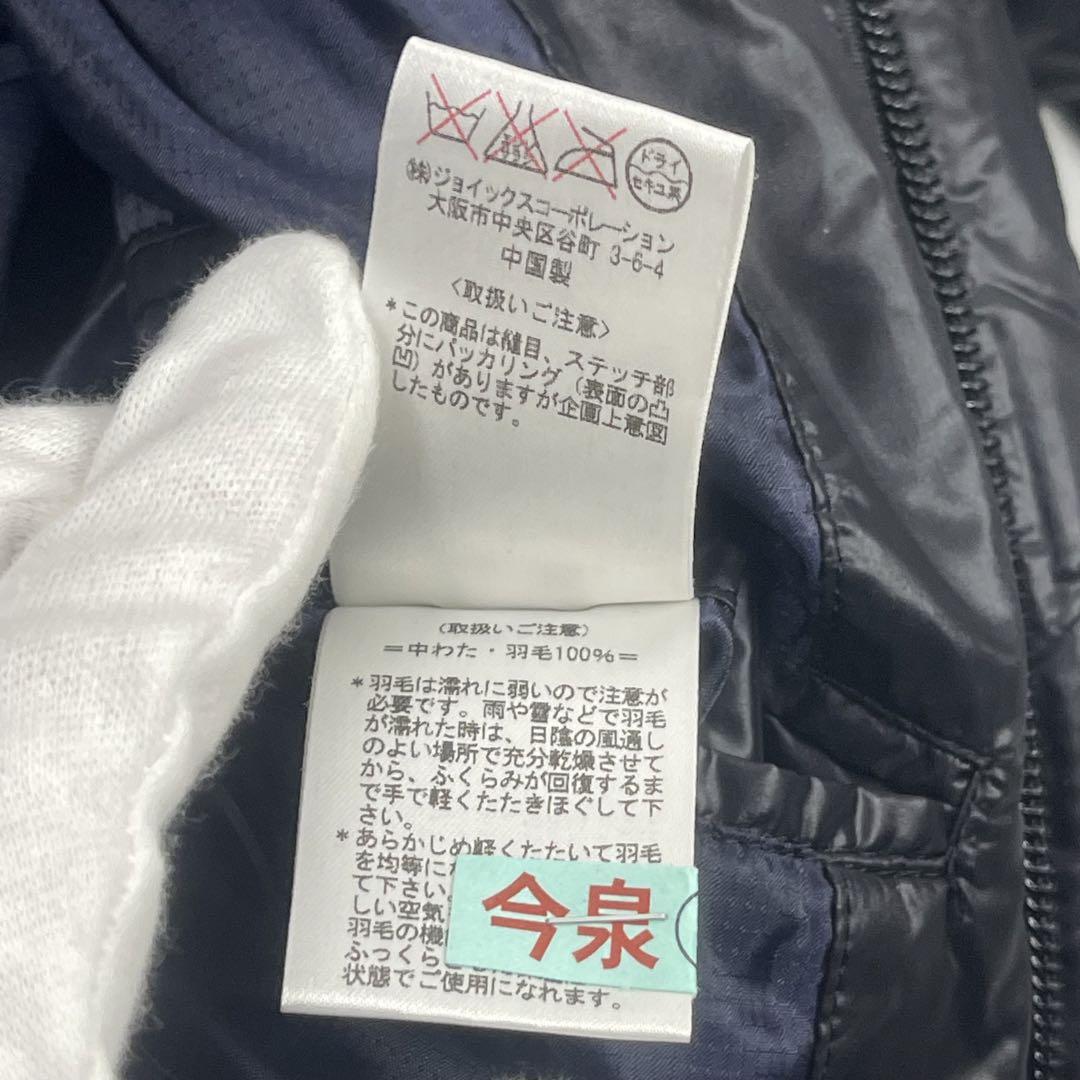 ドライ
セキユ系
㈱ジョイックスコーポレーション
大阪市中央区谷町 3-6-4
中国製
〈取扱いご注意〉
*この商品は縫目、ステッチ部
分にパッカリング（表面の凸
凹）がありますが企画上意図
したものです。
（取扱いご注意）
＝中わた・羽毛100%＝
*羽毛は濡れに弱いので注意が
必要です。雨や雪などで羽毛
が濡れた時は、日陰の風通し
のよい場所で充分乾燥させて
から、ふくらみが回復するま
で手で軽くたたきほぐして下
さい。
*あらかじめ軽くたたいて羽毛
を均等に
て下さい。
しい空気
羽毛の機
ふっくらと
状態でご使用になれます。
今泉